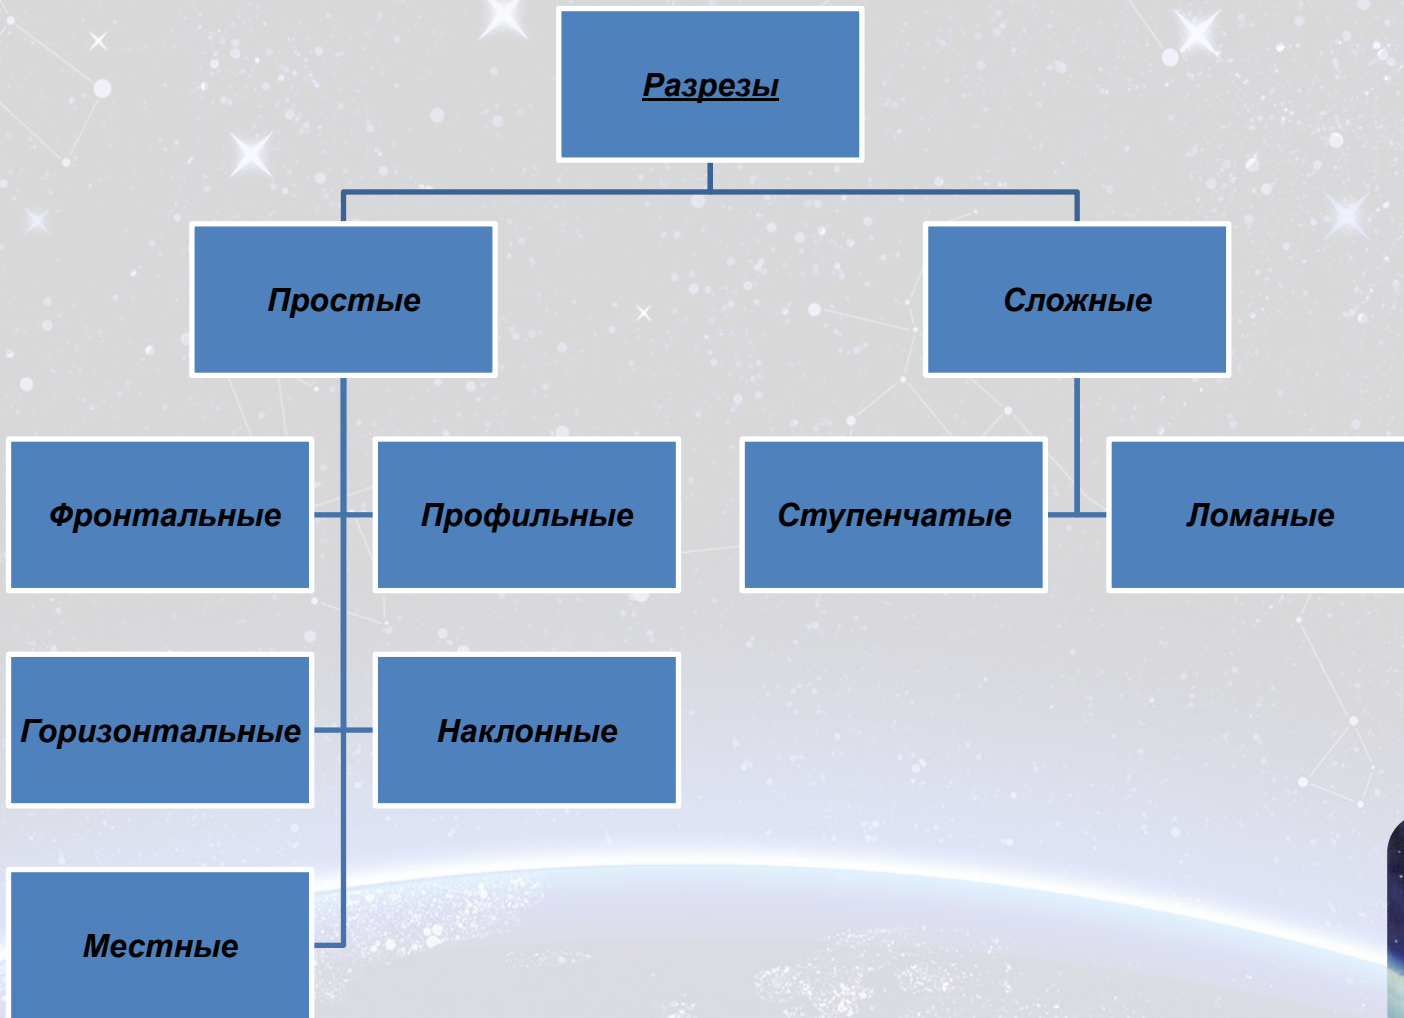 Разрезы
Простые
Сложные
Фронтальные
Профильные
Ступенчатые
Ломаные
Горизонтальные
Наклонные
Местные